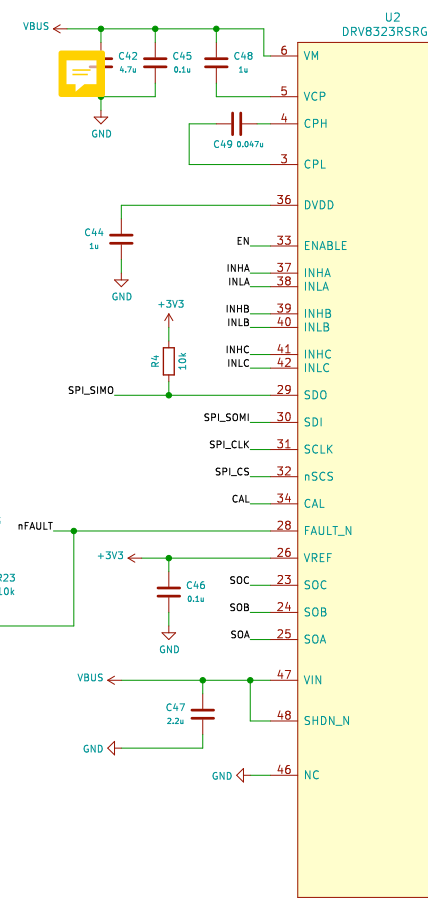 U2
DRV8323RSRG
VBUS
C42
4.7u
C45
0.1u
C48
1u
6
VM
5
VCP
4
CPH
C49 0.047u
3
CPL
GND
36
DVDD
C44
1u
GND
EN
33
ENABLE
INHA
37
INHA
INLA
38
INLA
+3V3
INHB
39
INHB
INLB
40
INLB
R4
10k
INHC
41
INHC
INLC
42
INLC
SPI_SIMO
29
SDO
SPI_SOMI
30
SDI
SPI_CLK
31
SCLK
SPI_CS
32
nSCS
CAL
34
CAL
nFAULT
28
FAULT_N
+3V3
26
VREF
R23
10k
C46
0.1u
GND
SOC
23
SOC
SOB
24
SOB
SOA
25
SOA
VBUS
47
VIN
C47
2.2u
48
SHDN_N
GND
GND
46
NC